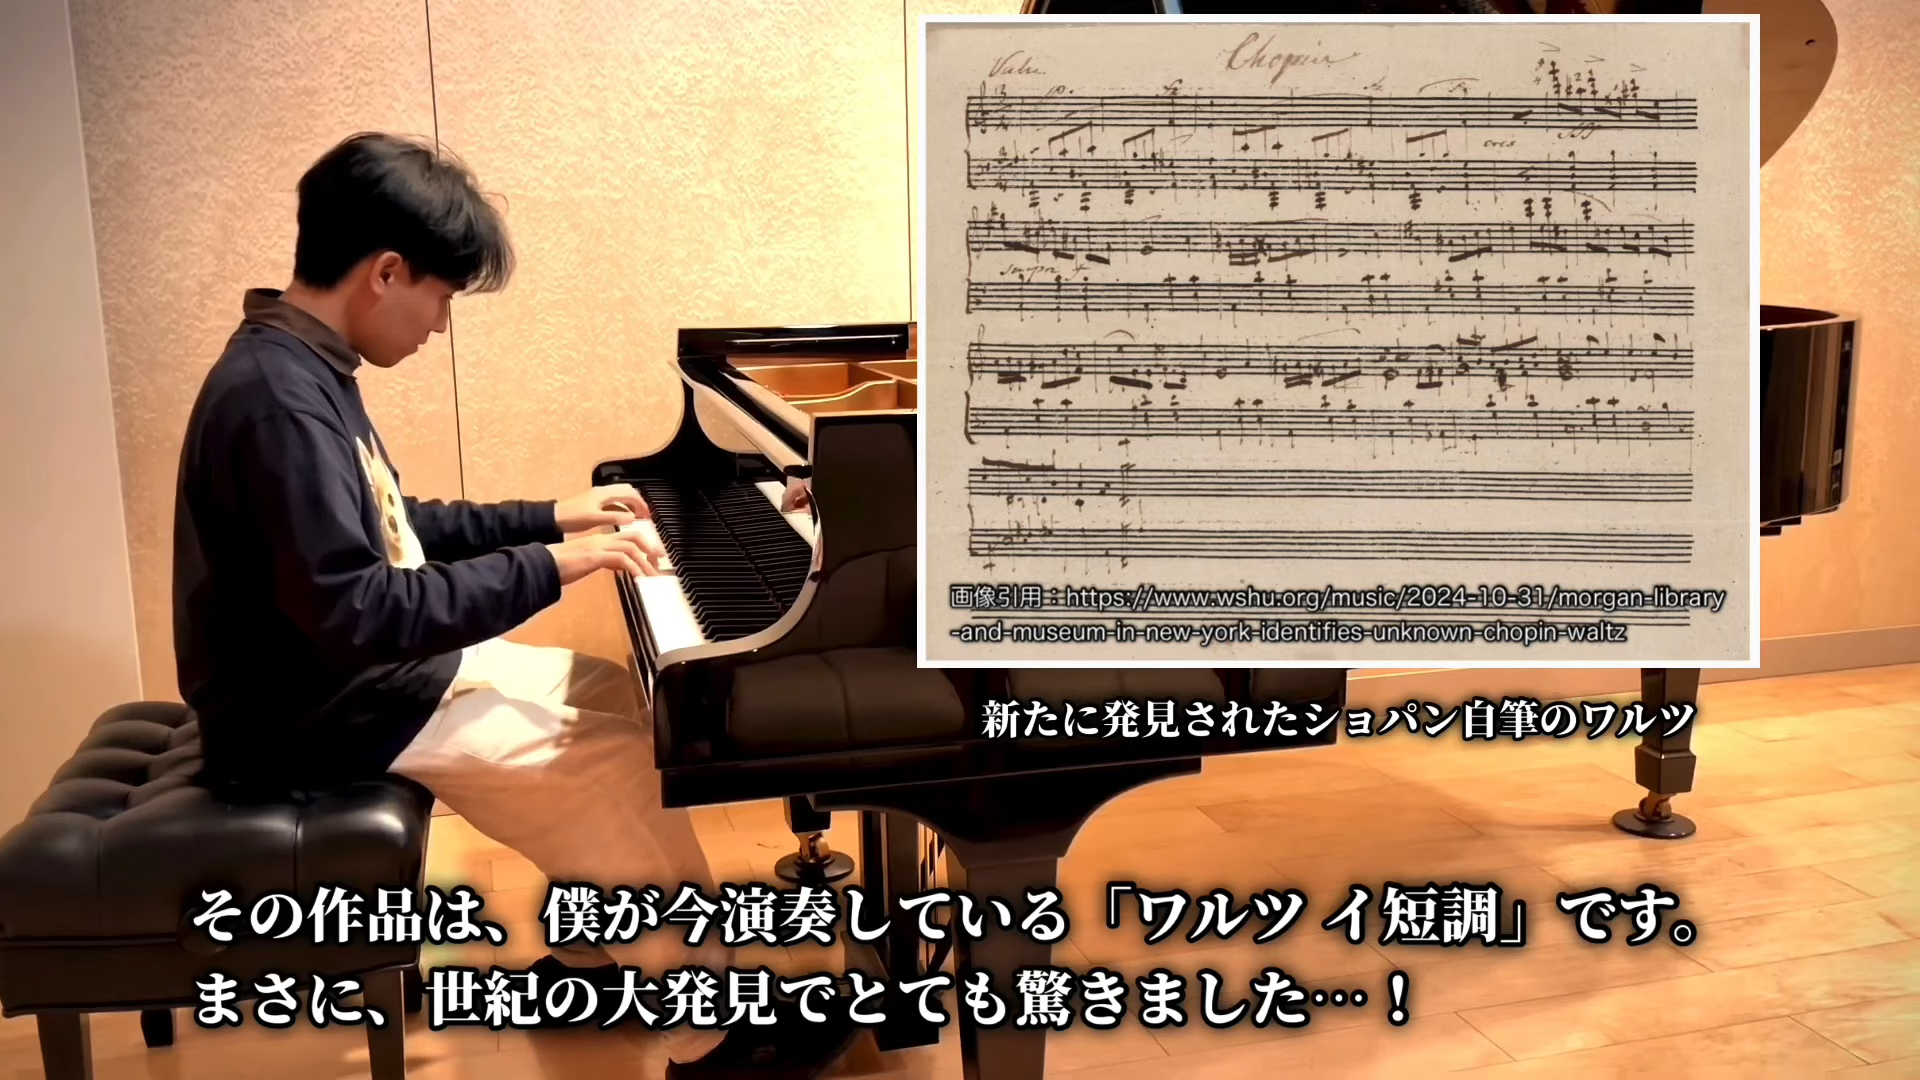 Valse
Chopin
cres
画像引用：https://www.wshu.org/music/2024-10-31/morgan-library
-and-museum-in-new-york-identifies-unknown-chopin-waltz
新たに発見されたショパン自筆のワルツ
その作品は、僕が今演奏している「ワルツ イ短調」です。
まさに、世紀の大発見でとても驚きました…！